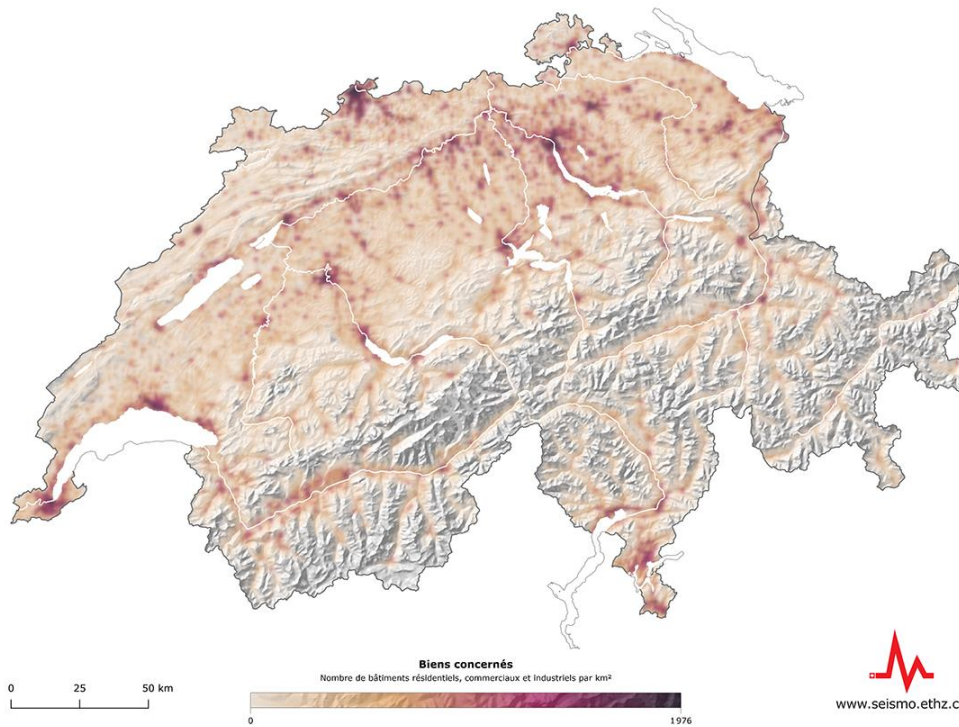 Biens concernés
Nombre de bâtiments résidentiels, commerciaux et industriels par km²
0 25 50 km
0 1976
www.seismo.ethz.c